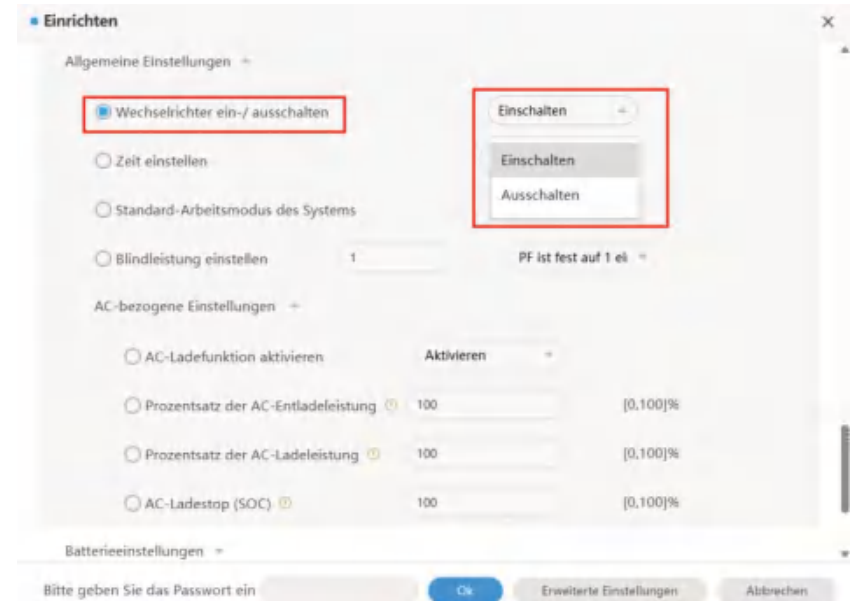 Einrichten
Allgemeine Einstellungen
Wechselrichter ein-/ ausschalten Einschalten
Zeit einstellen Einschalten
Ausschalten
Standard-Arbeitsmodus des Systems
Blindleistung einstellen 1 PF ist fest auf 1 ei
AC-bezogene Einstellungen
AC-Ladefunktion aktivieren Aktivieren
Prozentsatz der AC-Entladeleistung 100 [0,100]%
Prozentsatz der AC-Ladeleistung 100 [0,100]%
AC-Ladestop (SOC) 100 [0,100]%
Batterieeinstellungen
Bitte geben Sie das Passwort ein Ok Erweiterte Einstellungen Abbrechen